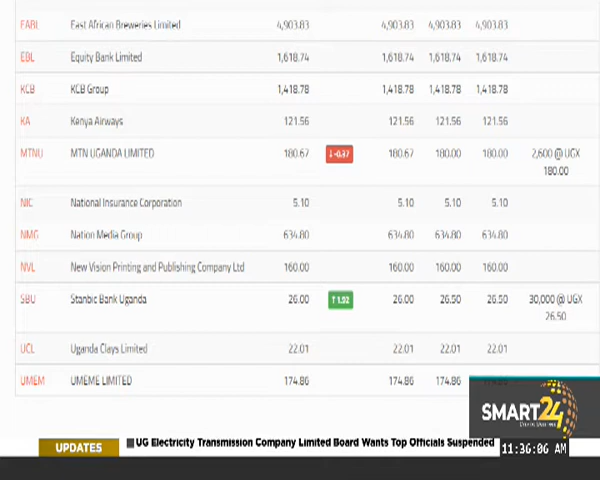 EABL East African Breweries Limited 4,903.83 4,903.83 4,903.83 4,903.83
EBL Equity Bank Limited 1,618.74 1,618.74 1,618.74 1,618.74
KCB KCB Group 1,418.78 1,418.78 1,418.78 1,418.78
KA Kenya Airways 121.56 121.56 121.56 121.56
MTNU MTN UGANDA LIMITED 180.67 ↓ -0.37 180.67 180.00 180.00 2,600 @ UGX
180.00
NIC National Insurance Corporation 5.10 5.10 5.10 5.10
NMG Nation Media Group 634.80 634.80 634.80 634.80
NVL New Vision Printing and Publishing Company Ltd 160.00 160.00 160.00 160.00
SBU Stanbic Bank Uganda 26.00 ↑ 1.92 26.00 26.50 26.50 30,000 @ UGX
26.50
UCL Uganda Clays Limited 22.01 22.01 22.01 22.01
UMEM UMEME LIMITED 174.86 174.86 174.86
SMART24
UPDATES UG Electricity Transmission Company Limited Board Wants Top Officials Suspended 11:36:06 AM